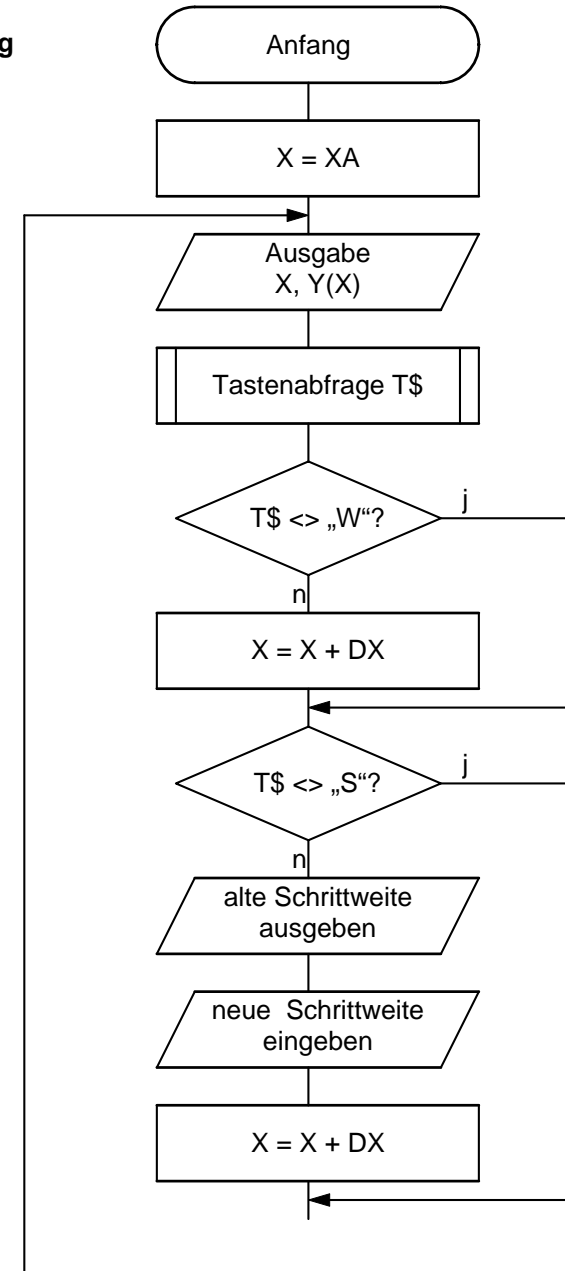 g
Anfang
X = XA
Ausgabe
X, Y(X)
Tastenabfrage T$
T$ <> „W“?
j
n
X = X + DX
T$ <> „S“?
j
n
alte Schrittweite
ausgeben
neue Schrittweite
eingeben
X = X + DX